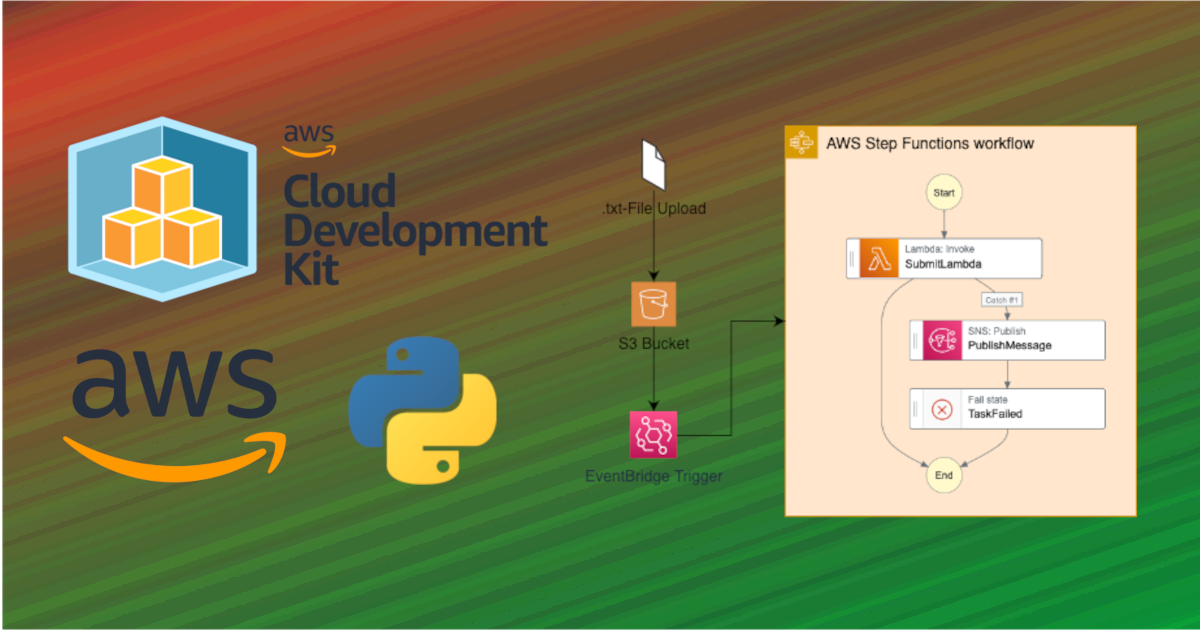 aws
Cloud
Development
Kit
aws
.txt-File Upload
S3 Bucket
EventBridge Trigger
AWS Step Functions workflow
Start
Lambda: Invoke
SubmitLambda
Catch #1
SNS: Publish
PublishMessage
Fail state
TaskFailed
End